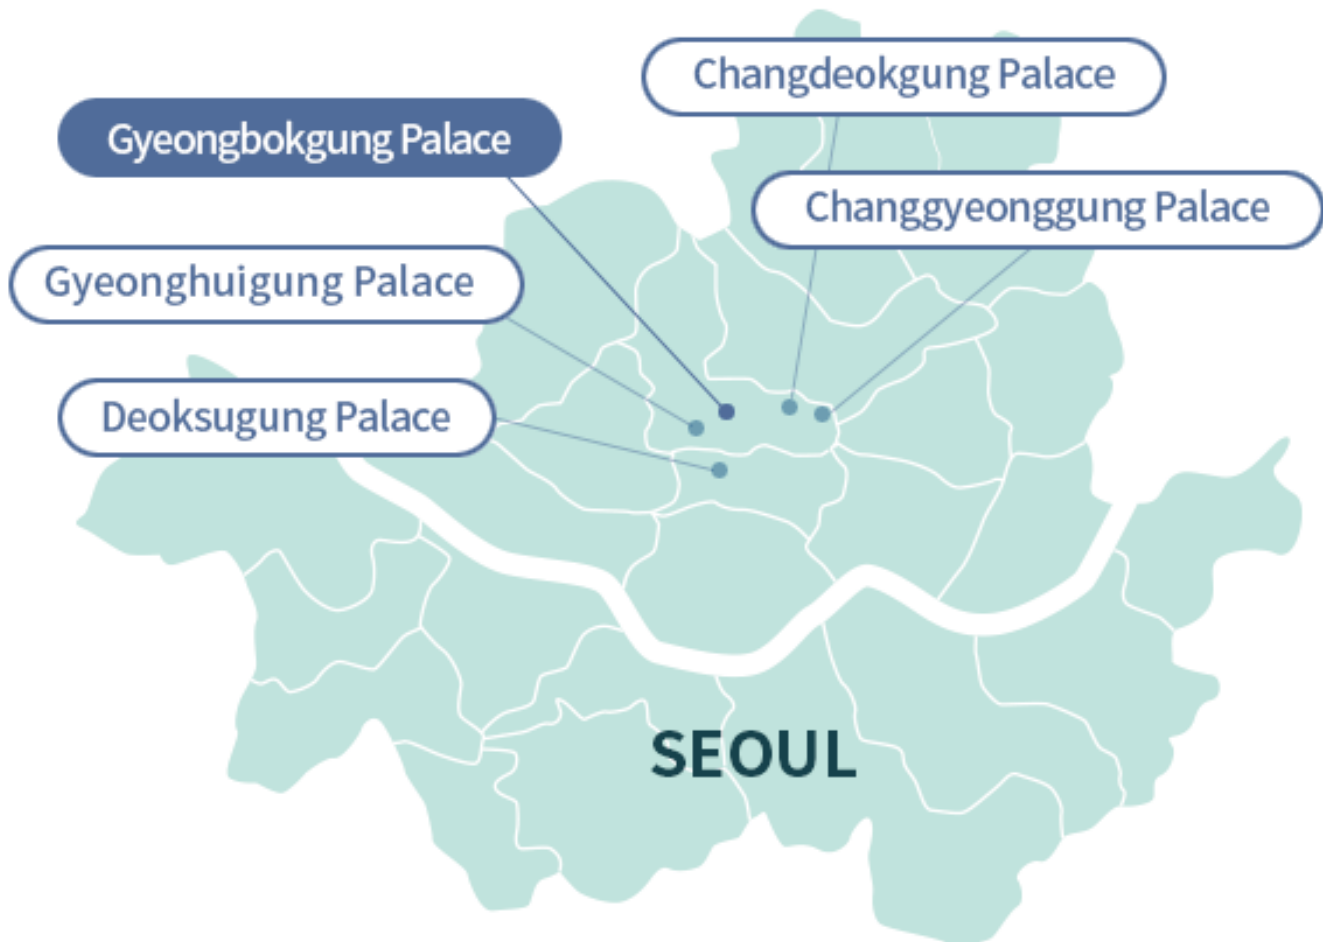 Changdeokgung Palace
Gyeongbokgung Palace
Changgyeonggung Palace
Gyeonghuigung Palace
Deoksugung Palace
SEOUL